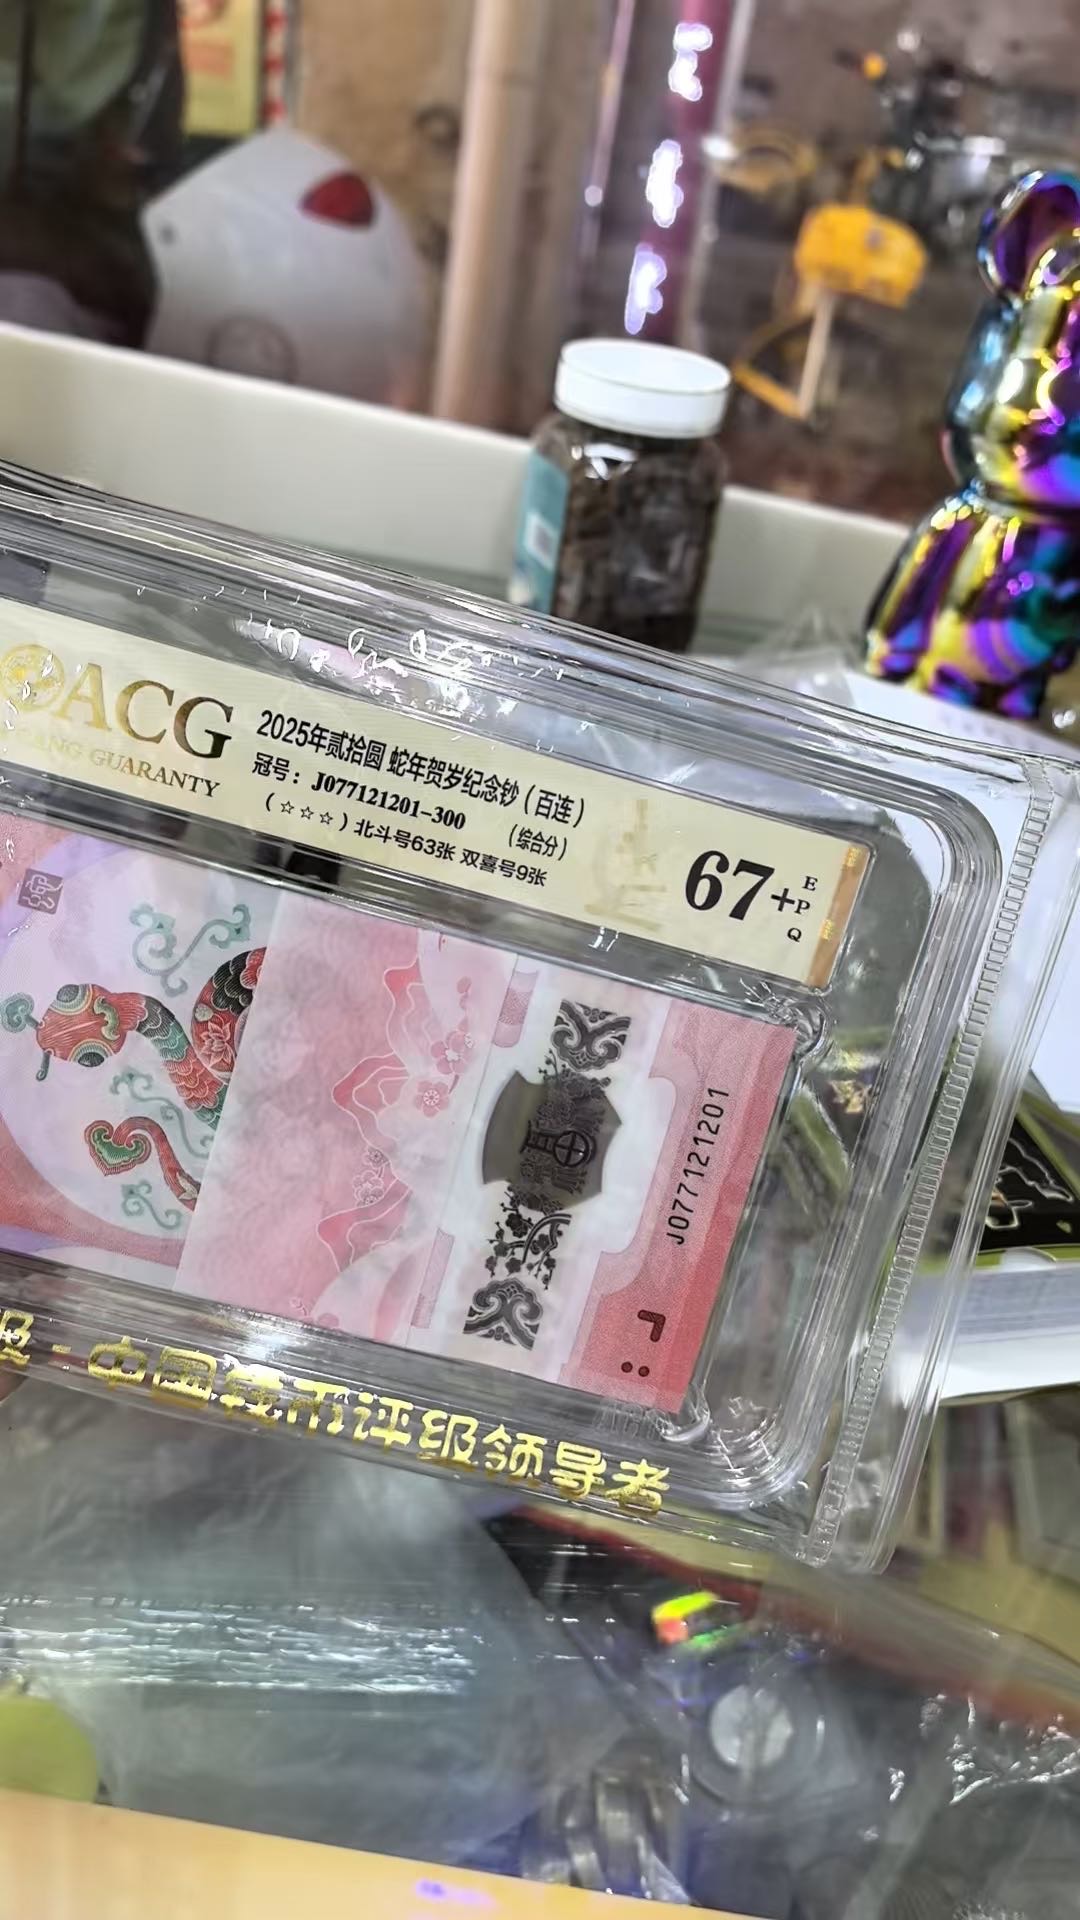 ACG
GUARANTY
2025年贰拾圆 蛇年贺岁纪念钞(百连)
冠号：J077121201-300
(综合分)
(☆☆☆)北斗号63张 双喜号9张
67+
E
P
Q
J077121201
级-中国钱币评级领导者